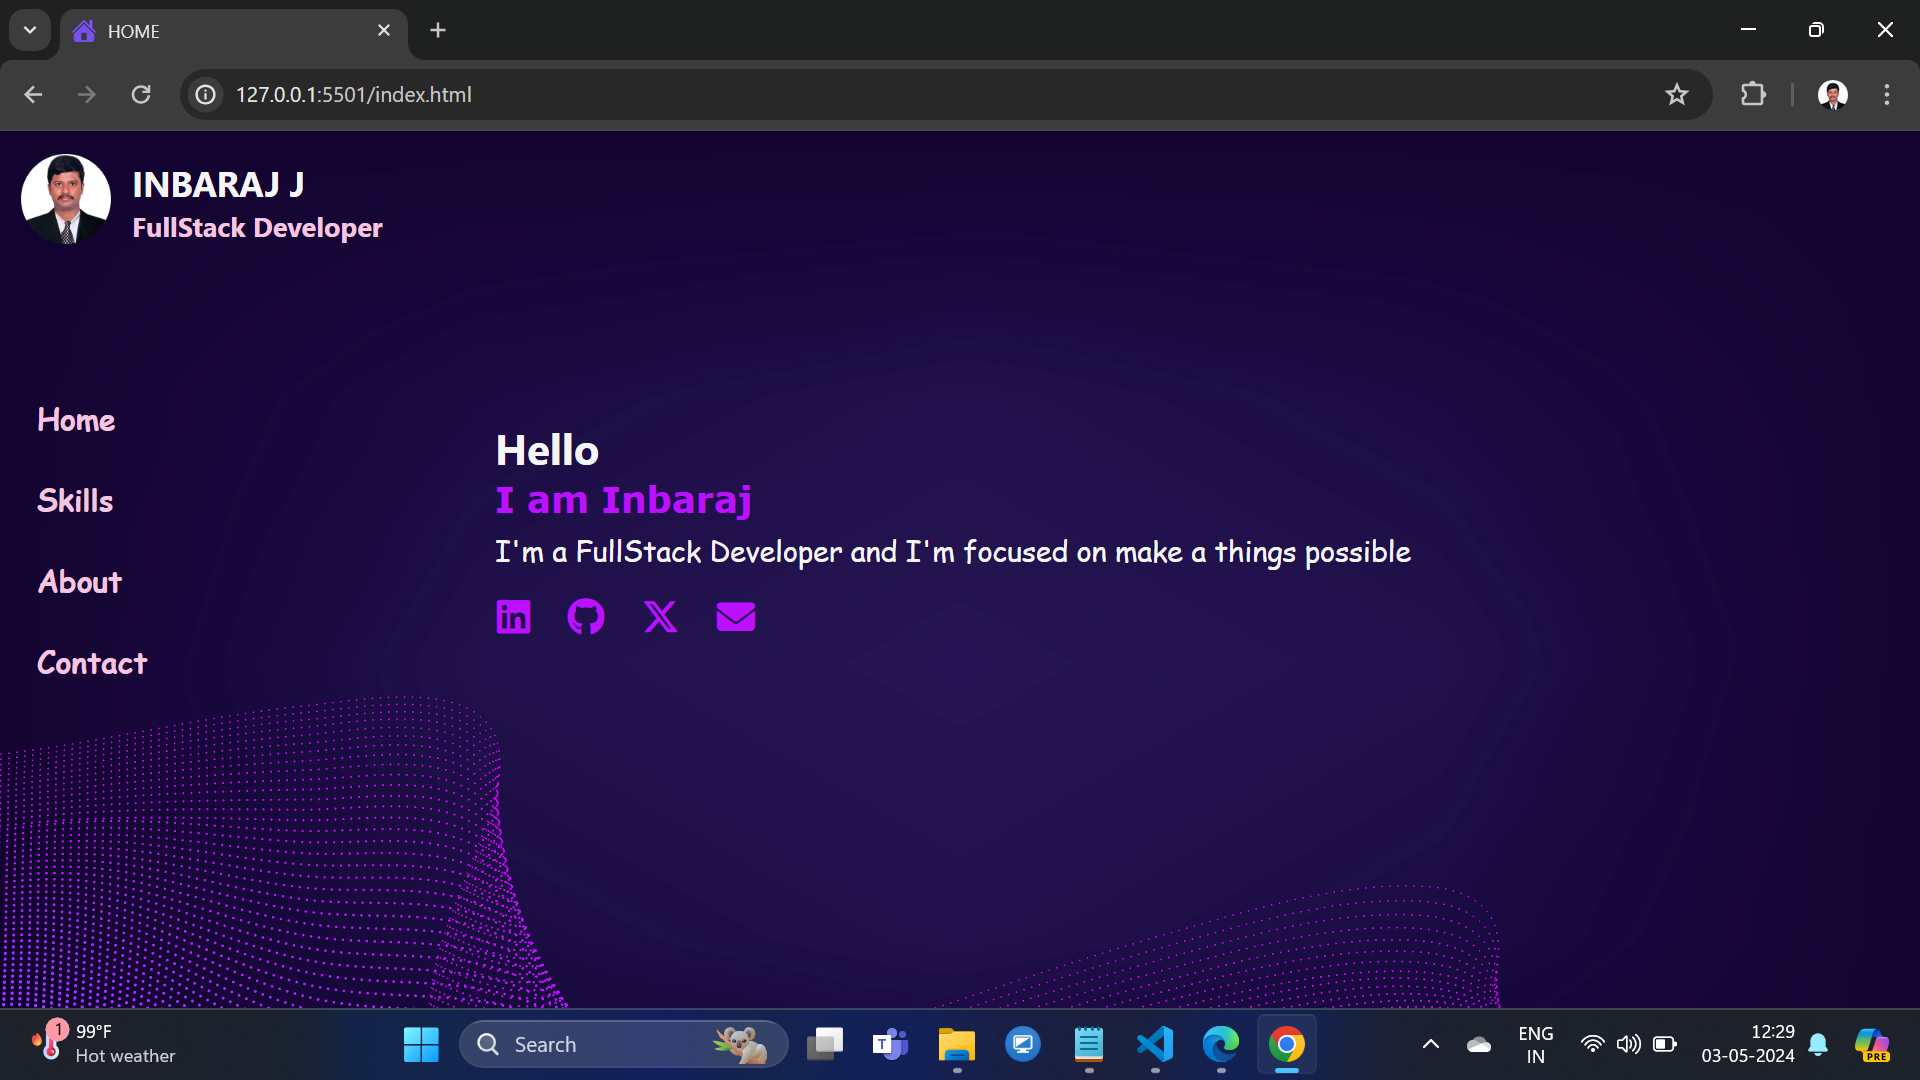 HOME
127.0.0.1:5501/index.html
INBARAJ J
FullStack Developer
Home
Skills
About
Contact
Hello
I am Inbaraj
I'm a FullStack Developer and I'm focused on make a things possible
in
1
99°F
Hot weather
Search
T
ENG
IN
12:29
03-05-2024
PRE